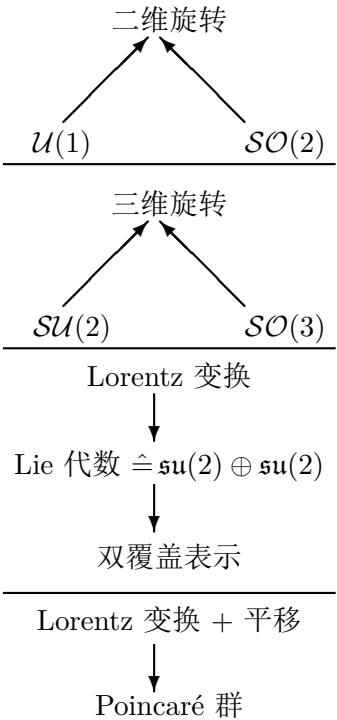 二维旋转
𝒰(1) 𝒮𝒪(2)
三维旋转
𝒮𝒰(2) 𝒮𝒪(3)
Lorentz 变换
Lie 代数 ≙ 𝔰𝔲(2) ⊕ 𝔰𝔲(2)
双覆盖表示
Lorentz 变换 + 平移
Poincaré 群